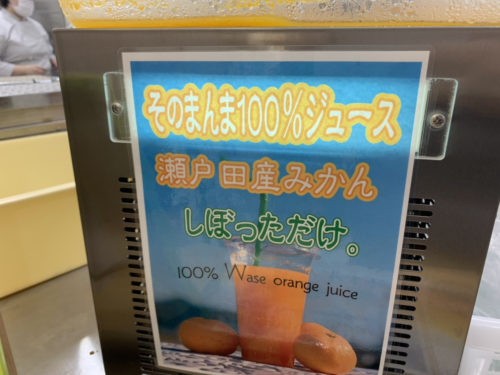 そのまんま100%ジュース
瀬戸田産みかん
しぼっただけ。
100% Wase orange juice